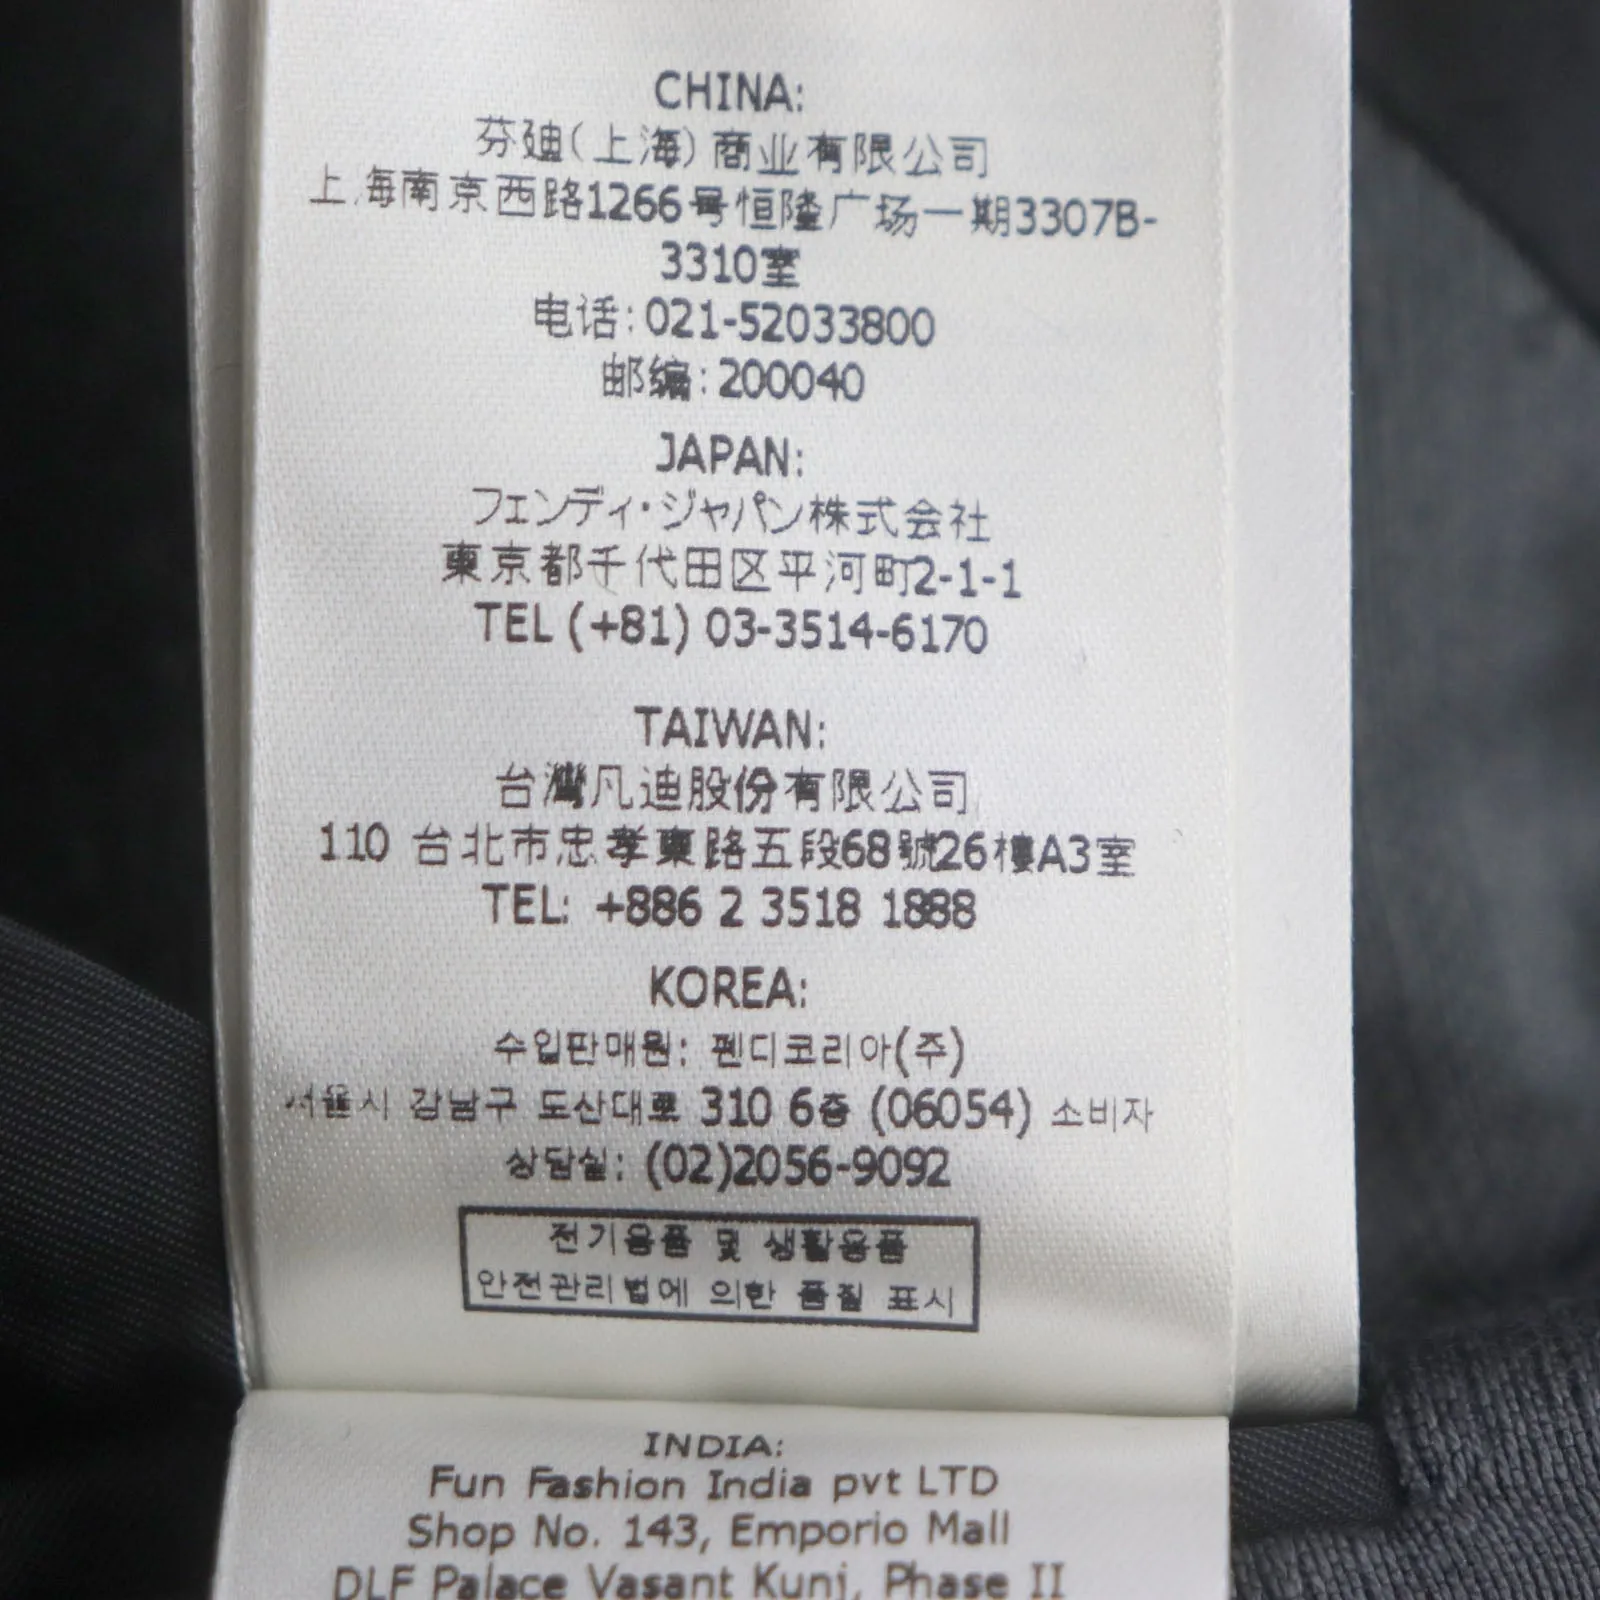 CHINA:
芬廸(上海)商业有限公司
上海南京西路1266号恒隆广场一期3307B-
3310室
电话:021-52033800
邮编:200040
JAPAN:
フェンディ・ジャパン株式会社
東京都千代田区平河町2-1-1
TEL (+81) 03-3514-6170
TAIWAN:
台灣凡迪股份有限公司
110 台北市忠孝東路五段68號26樓A3室
TEL: +886 2 3518 1888
KOREA:
수입판매원: 펜디코리아(주)
서울시 강남구 도산대로 310 6층 (06054) 소비자
상담실: (02)2056-9092
전기용품 및 생활용품
안전관리법에 의한 품질 표시
INDIA:
Fun Fashion India pvt LTD
Shop No. 143, Emporio Mall
DLF Palace Vasant Kunj, Phase II